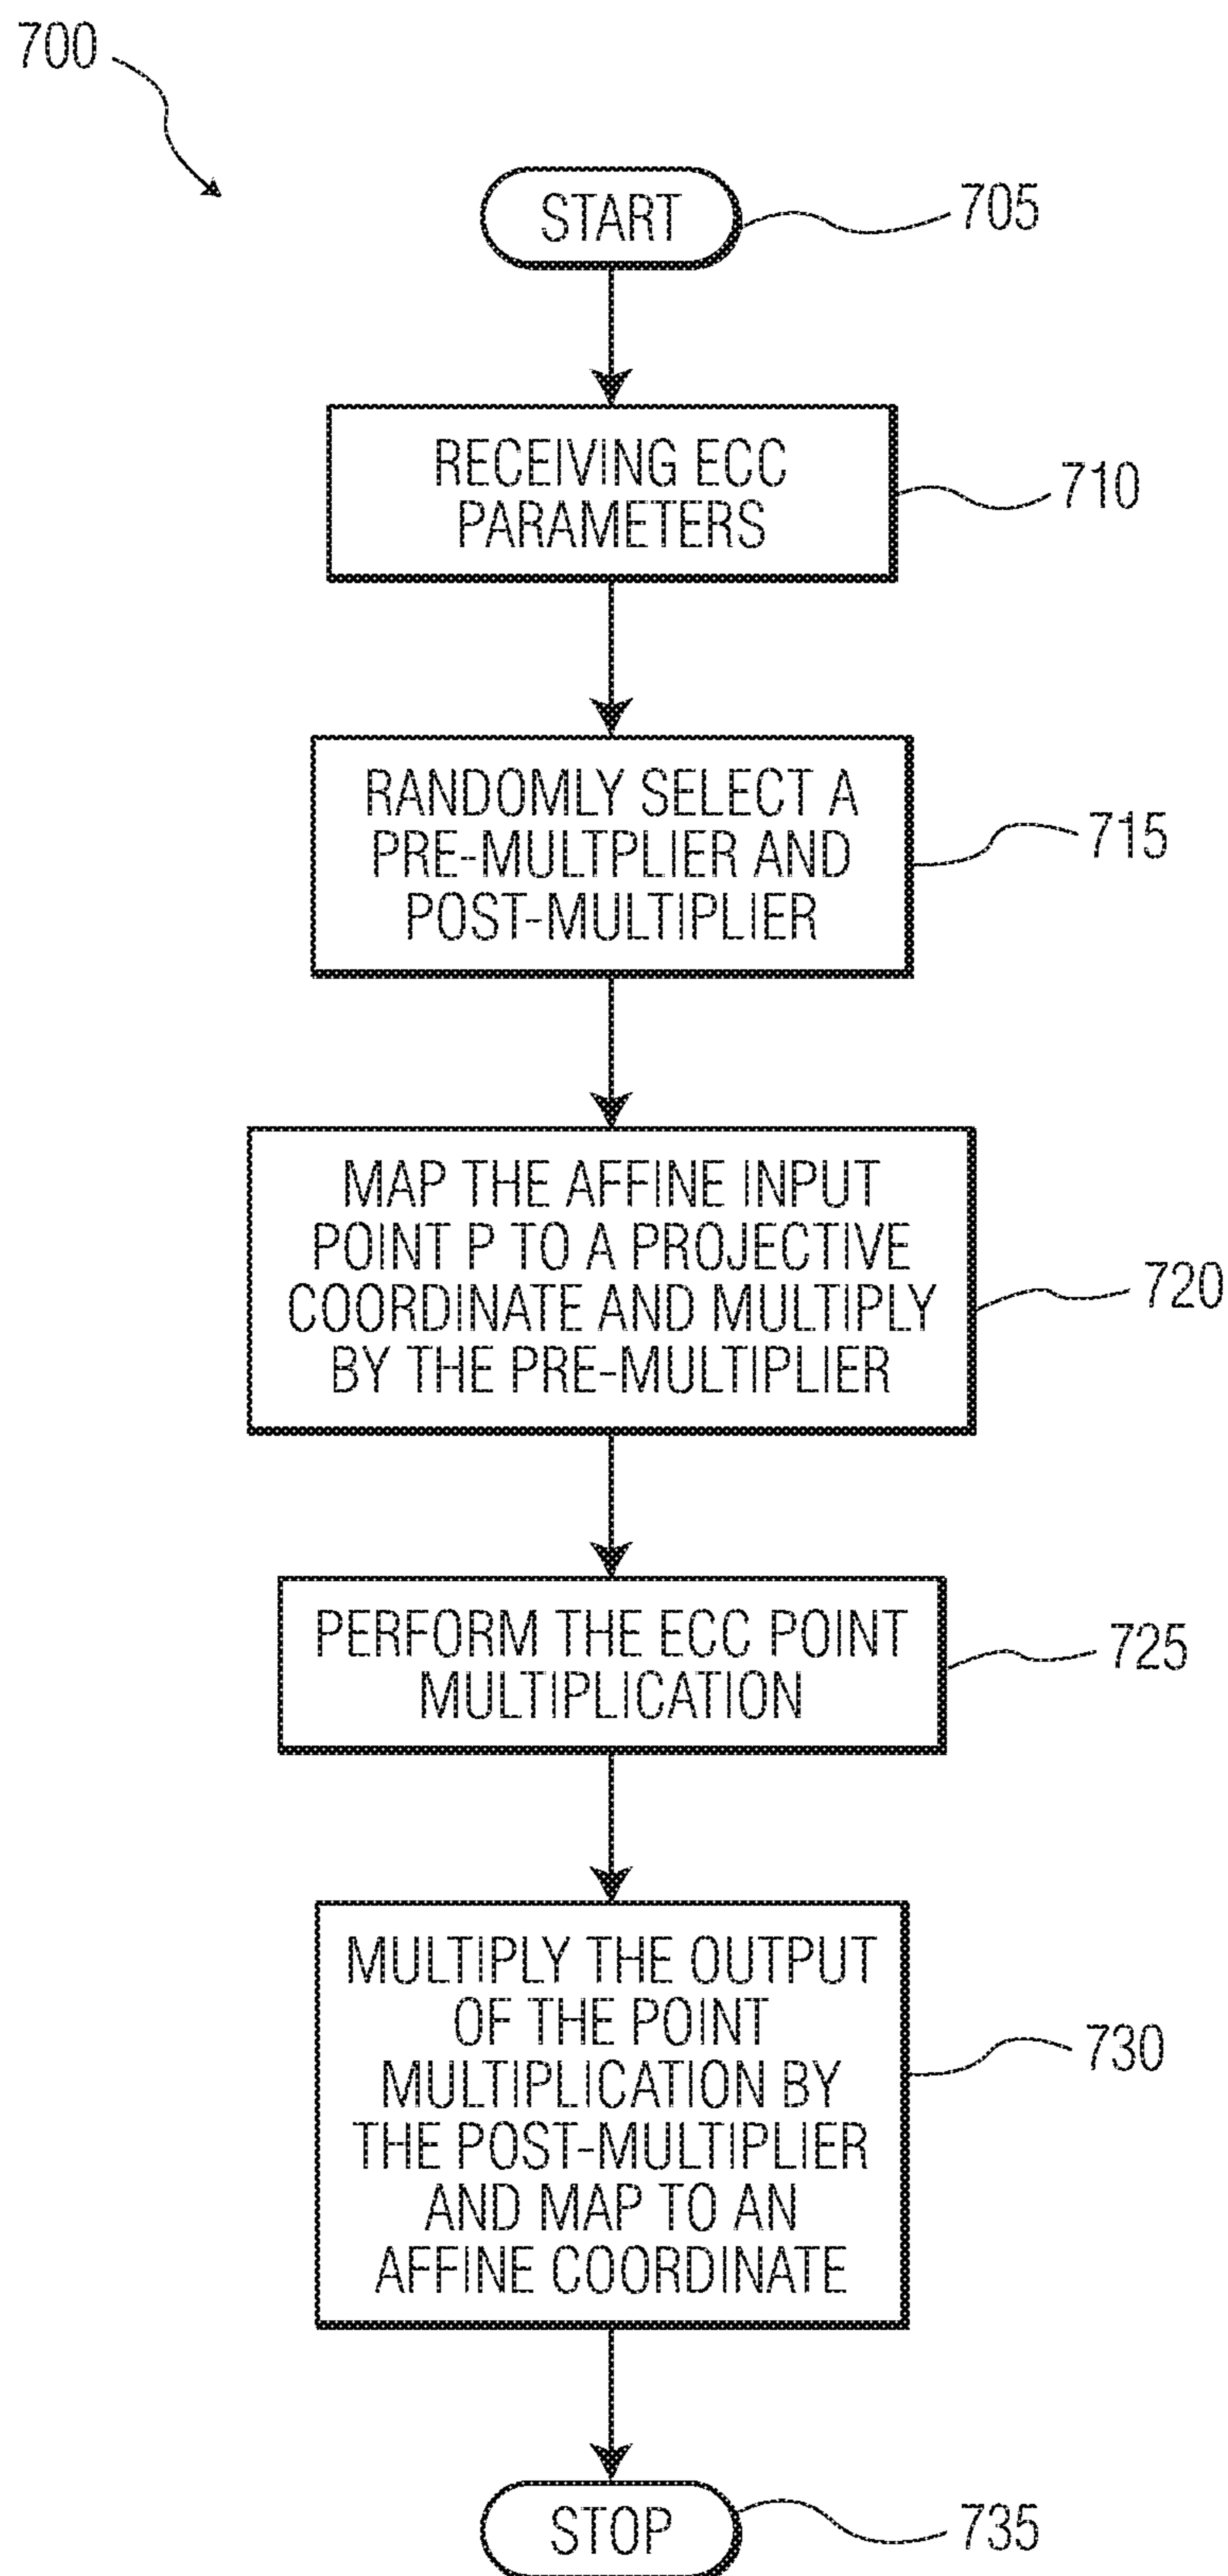 700
START
705
RECEIVING ECC
PARAMETERS
710
RANDOMLY SELECT A
PRE-MULTPLIER AND
POST-MULTIPLIER
715
MAP THE AFFINE INPUT
POINT P TO A PROJECTIVE
COORDINATE AND MULTIPLY
BY THE PRE-MULTIPLIER
720
PERFORM THE ECC POINT
MULTIPLICATION
725
MULTIPLY THE OUTPUT
OF THE POINT
MULTIPLICATION BY
THE POST-MULTIPLIER
AND MAP TO AN
AFFINE COORDINATE
730
STOP
735